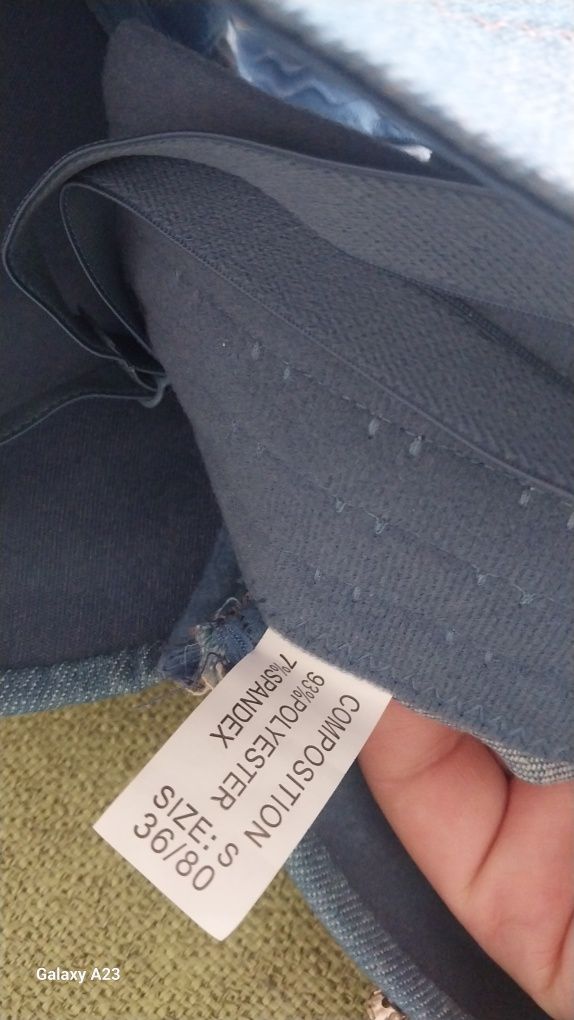 COMPOSITION
93%POLYESTER
7%SPANDEX
SIZE: S
36/80
Galaxy A23